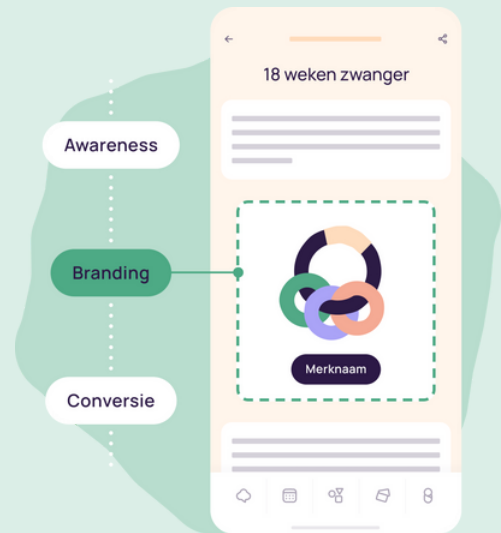 18 weken zwanger
Awareness
Branding
Merknaam
Conversie